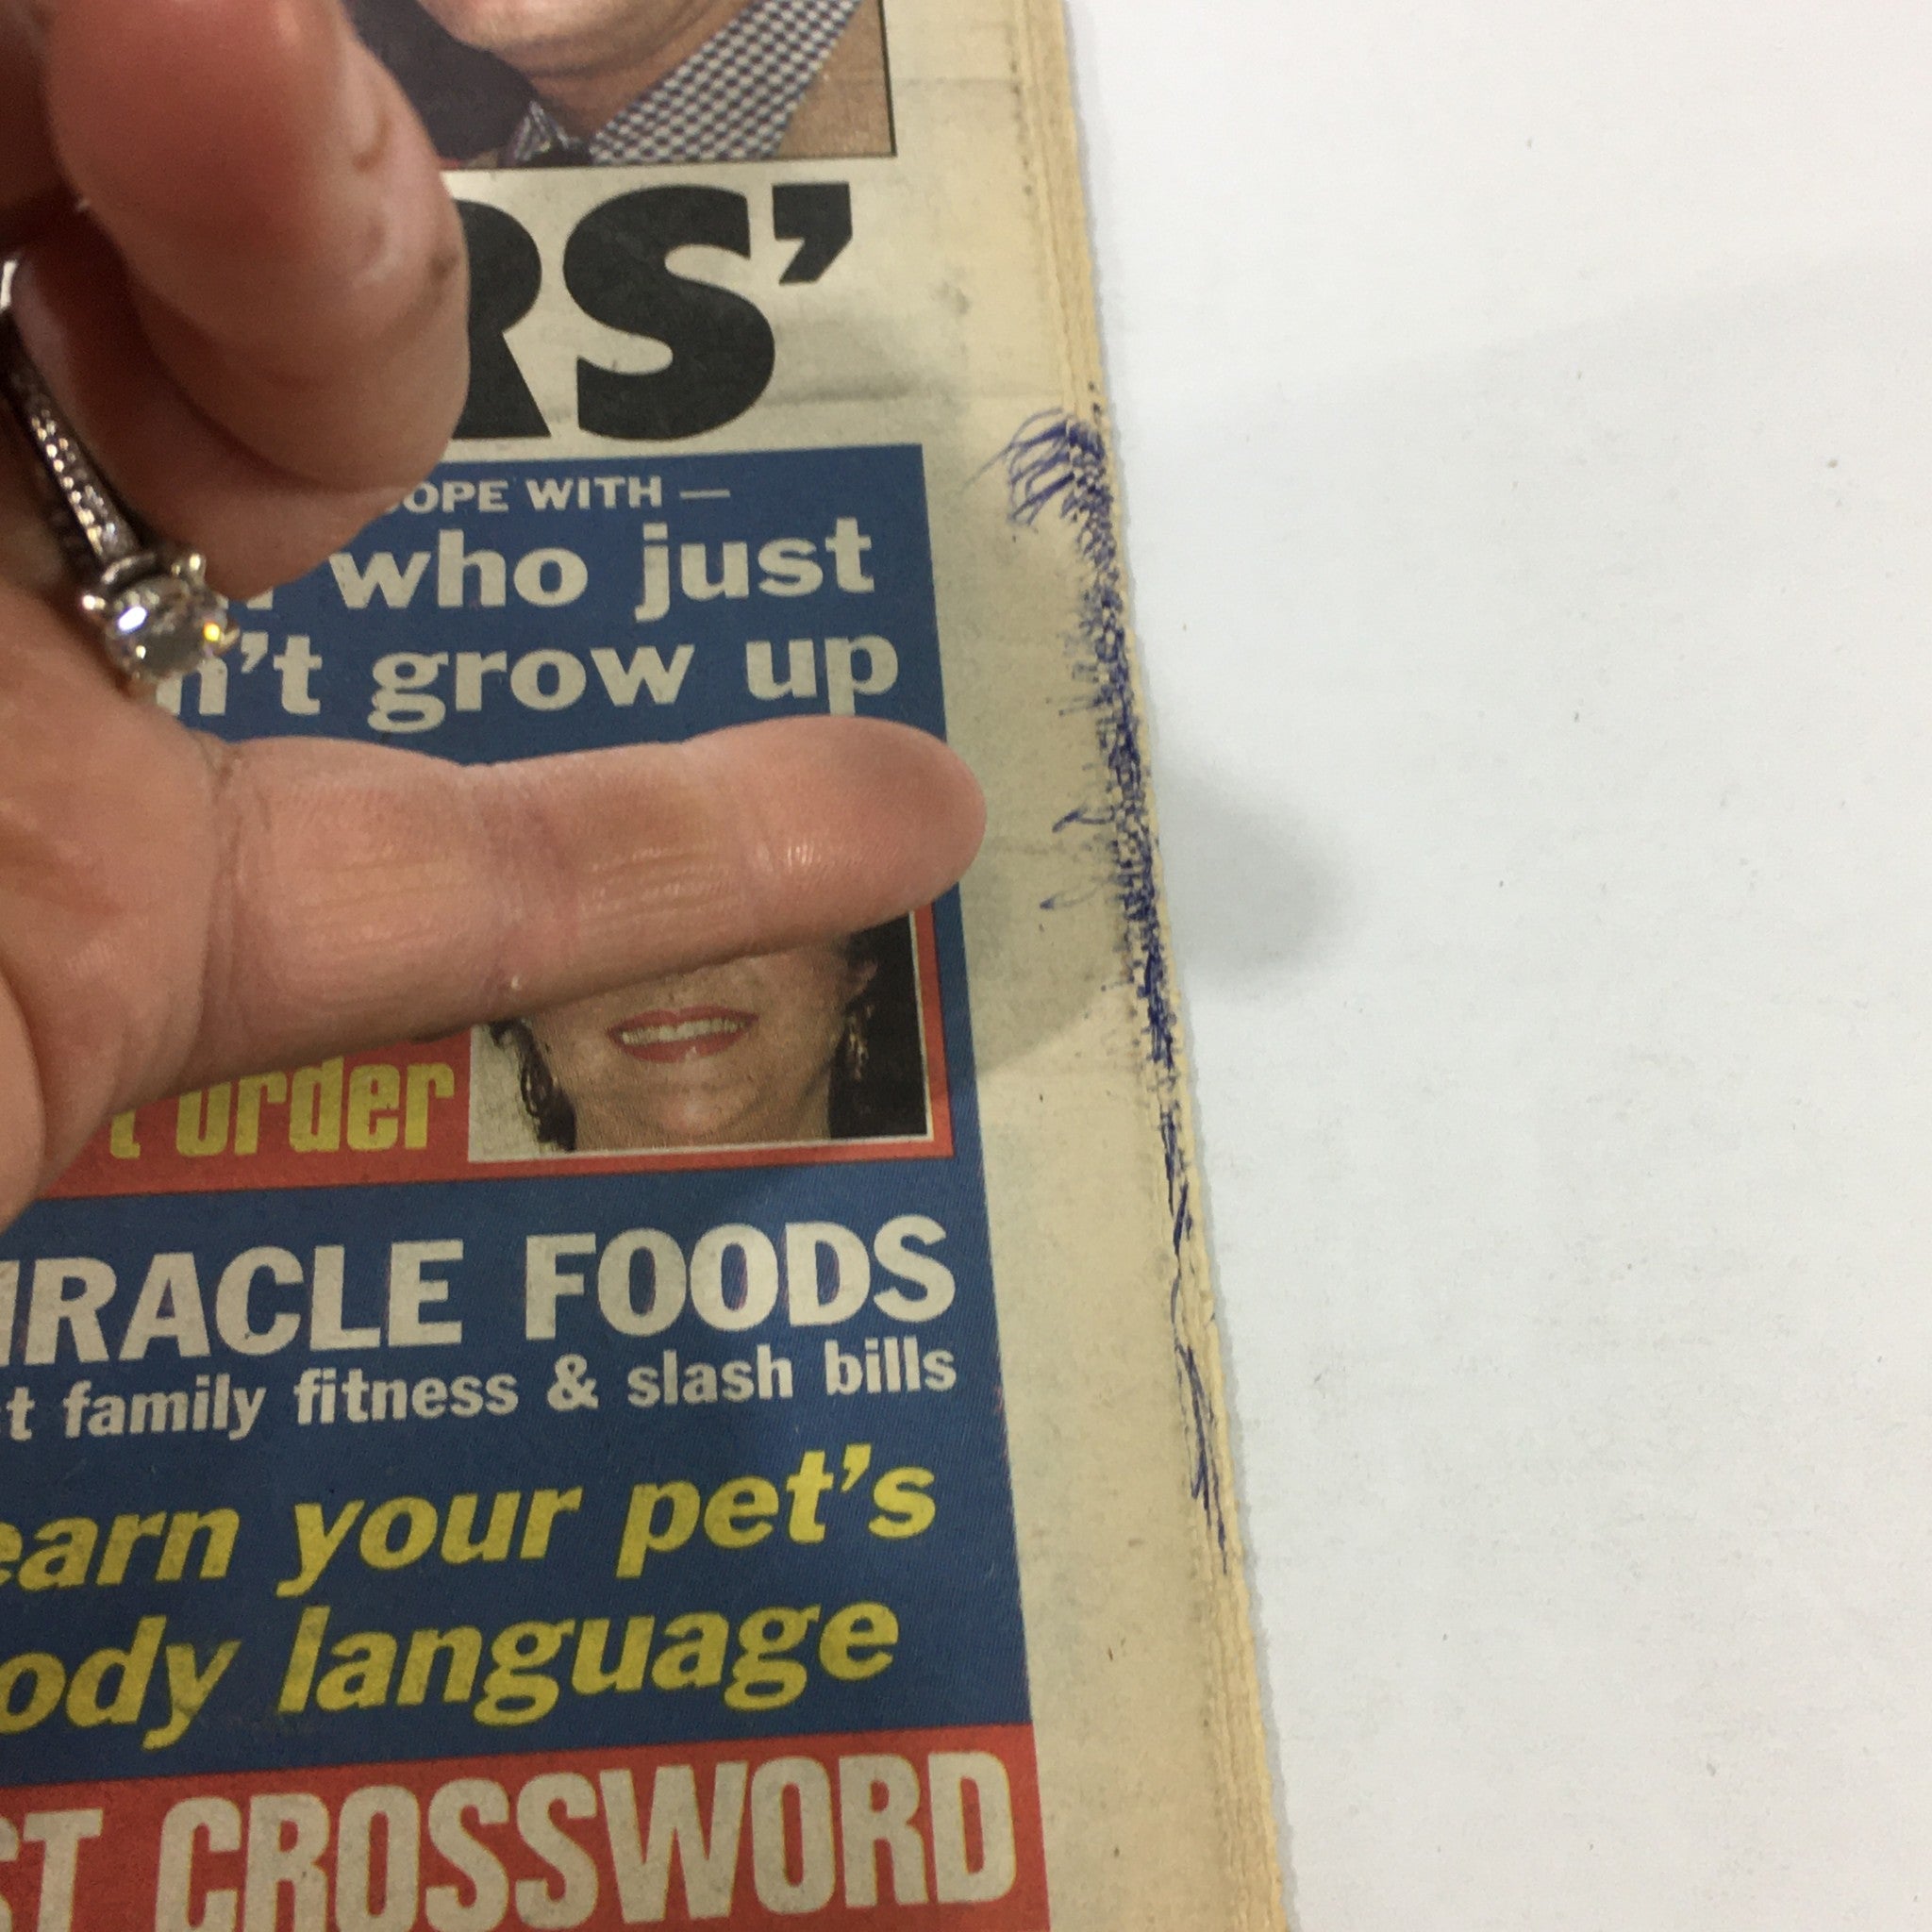 RS'
OPE WITH —
who just
n't grow up
order
IRACLE FOODS
t family fitness & slash bills
earn your pet's
ody language
ST CROSSWORD